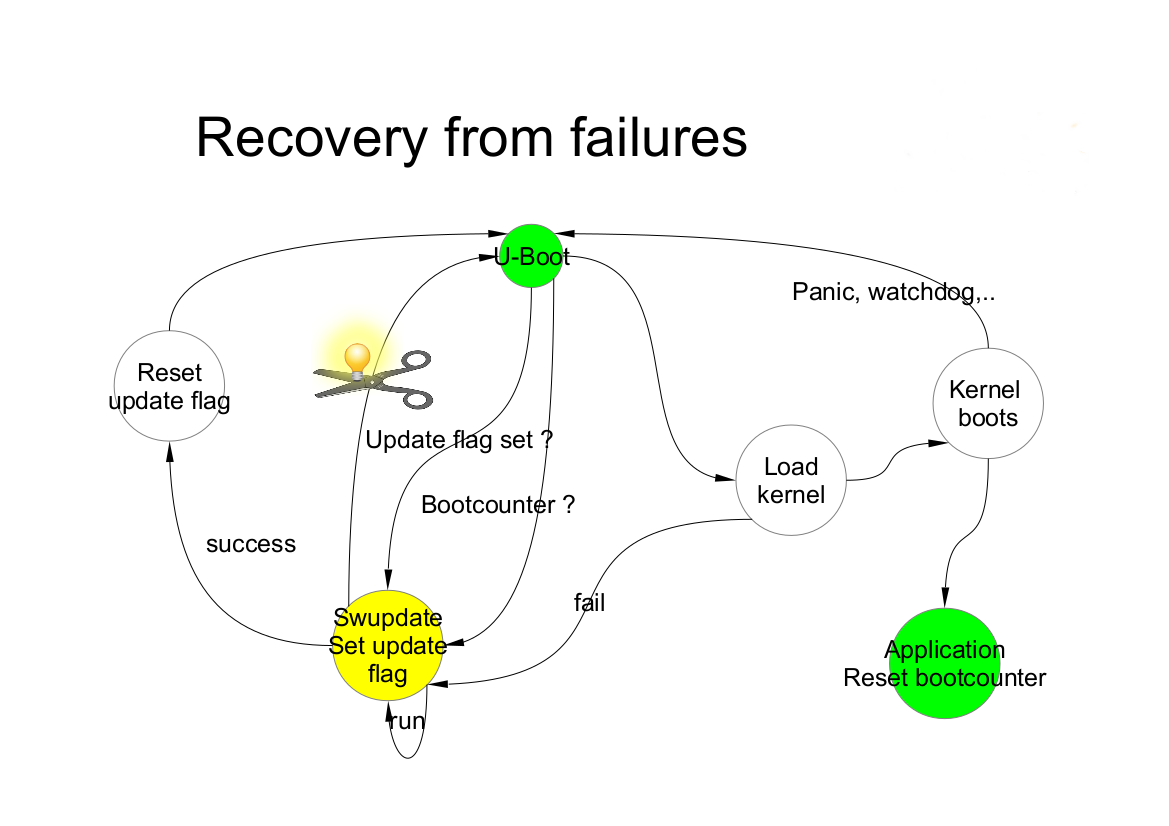 Recovery from failures
U-Boot
Panic, watchdog,..
Reset
update flag
Kernel
boots
Update flag set ?
Load
kernel
Bootcounter ?
success
fail
Swupdate
Set update
flag
Application
Reset bootcounter
run